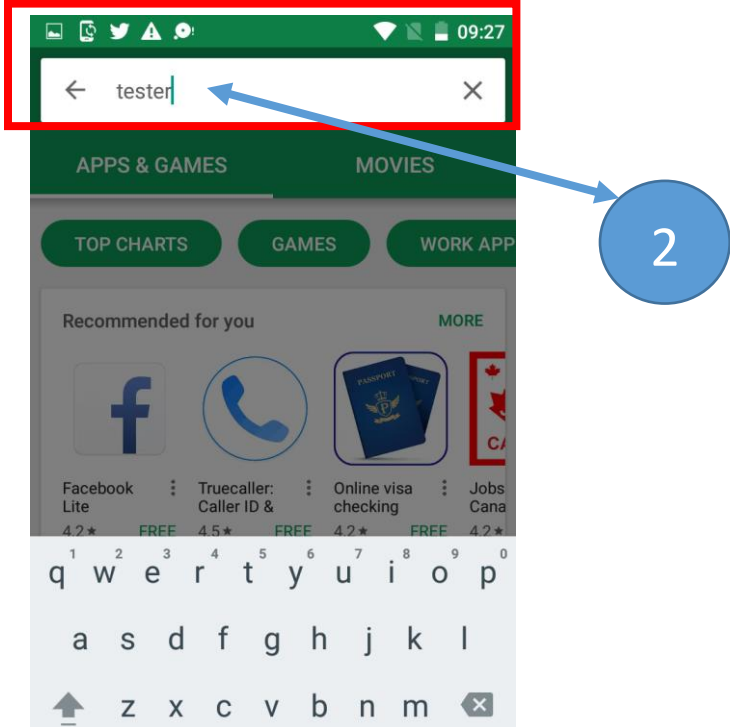 09:27
tester
APPS & GAMES MOVIES
TOP CHARTS GAMES WORK APP
2
Recommended for you MORE
PASSPORT
P
CA
Facebook Lite
4.2★ FREE
Truecaller: Caller ID &
4.5★ FREE
Online visa checking
4.2★ FREE
Jobs Cana
4.2★
1 2 3 4 5 6 7 8 9 0
q w e r t y u i o p
a s d f g h j k l
z x c v b n m